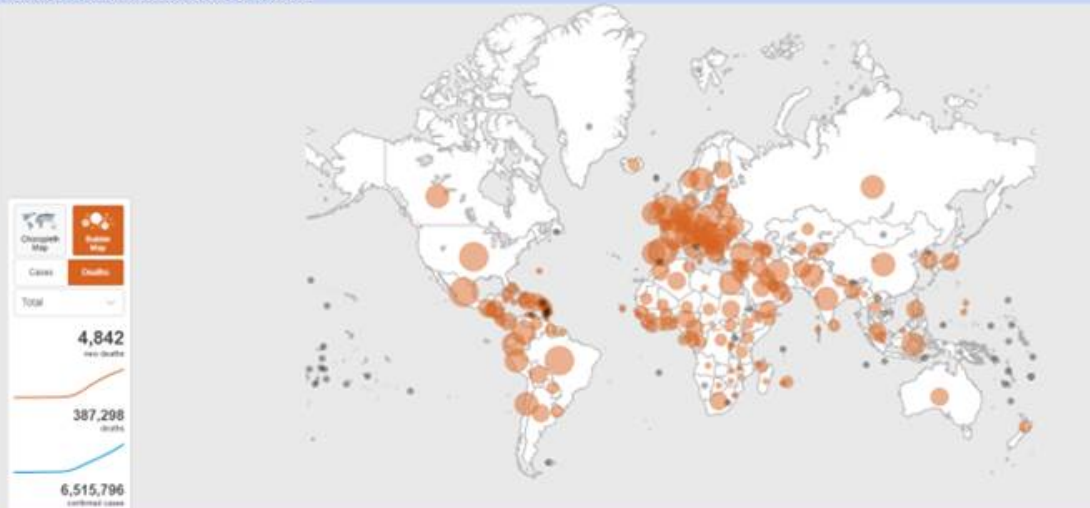 Choropleth
Map
Bubble
Map
Cases
Deaths
Total
4,842
new deaths
387,298
deaths
6,515,796
confirmed cases